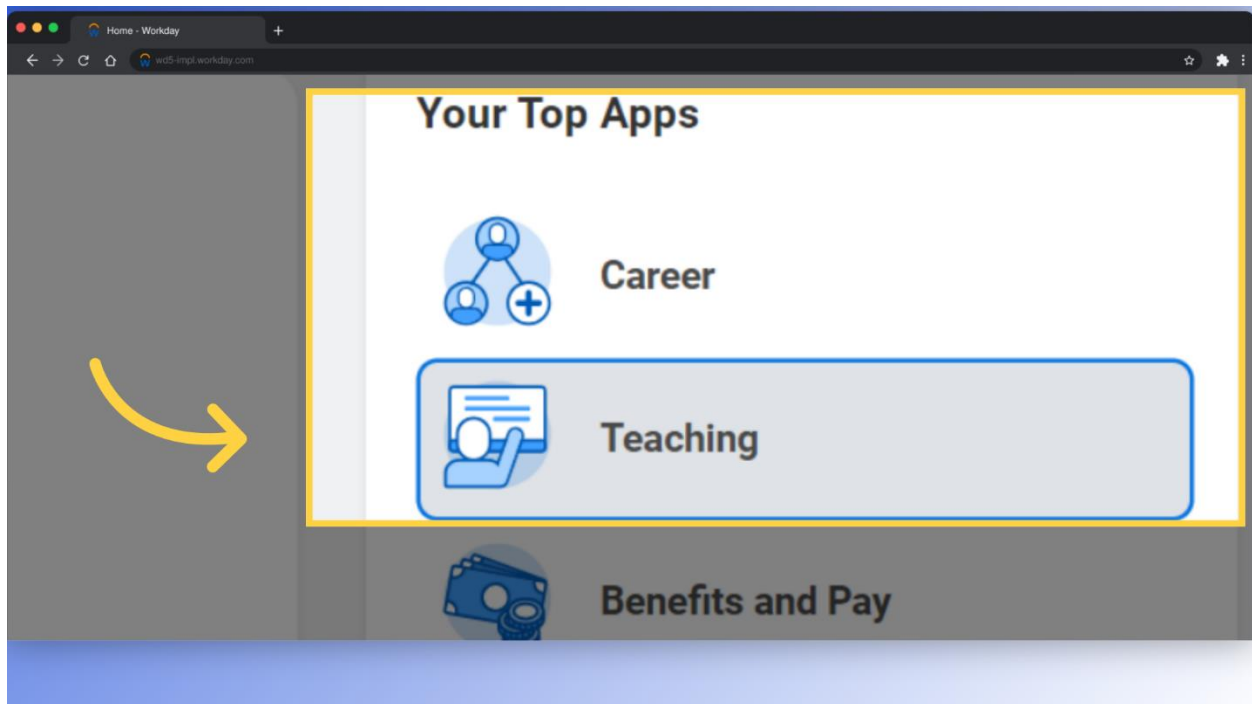 Home - Workday
wd5-impl.workday.com
Your Top Apps
Career
Teaching
Benefits and Pay